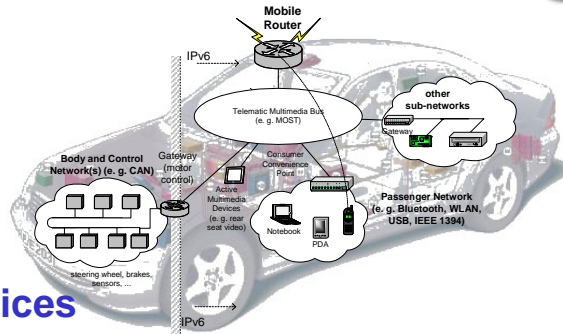 Mobile
Router
IPv6
Telematic Multimedia Bus
(e. g. MOST)
other
sub-networks
Gateway
Body and Control
Network(s) (e. g. CAN)
Gateway
(motor
control)
Consumer
Convenience
Point
Active
Multimedia
Devices
(e. g. rear
seat video)
Passenger Network
(e. g. Bluetooth, WLAN,
USB, IEEE 1394)
Notebook
PDA
steering wheel, brakes,
sensors, ...
ices
IPv6